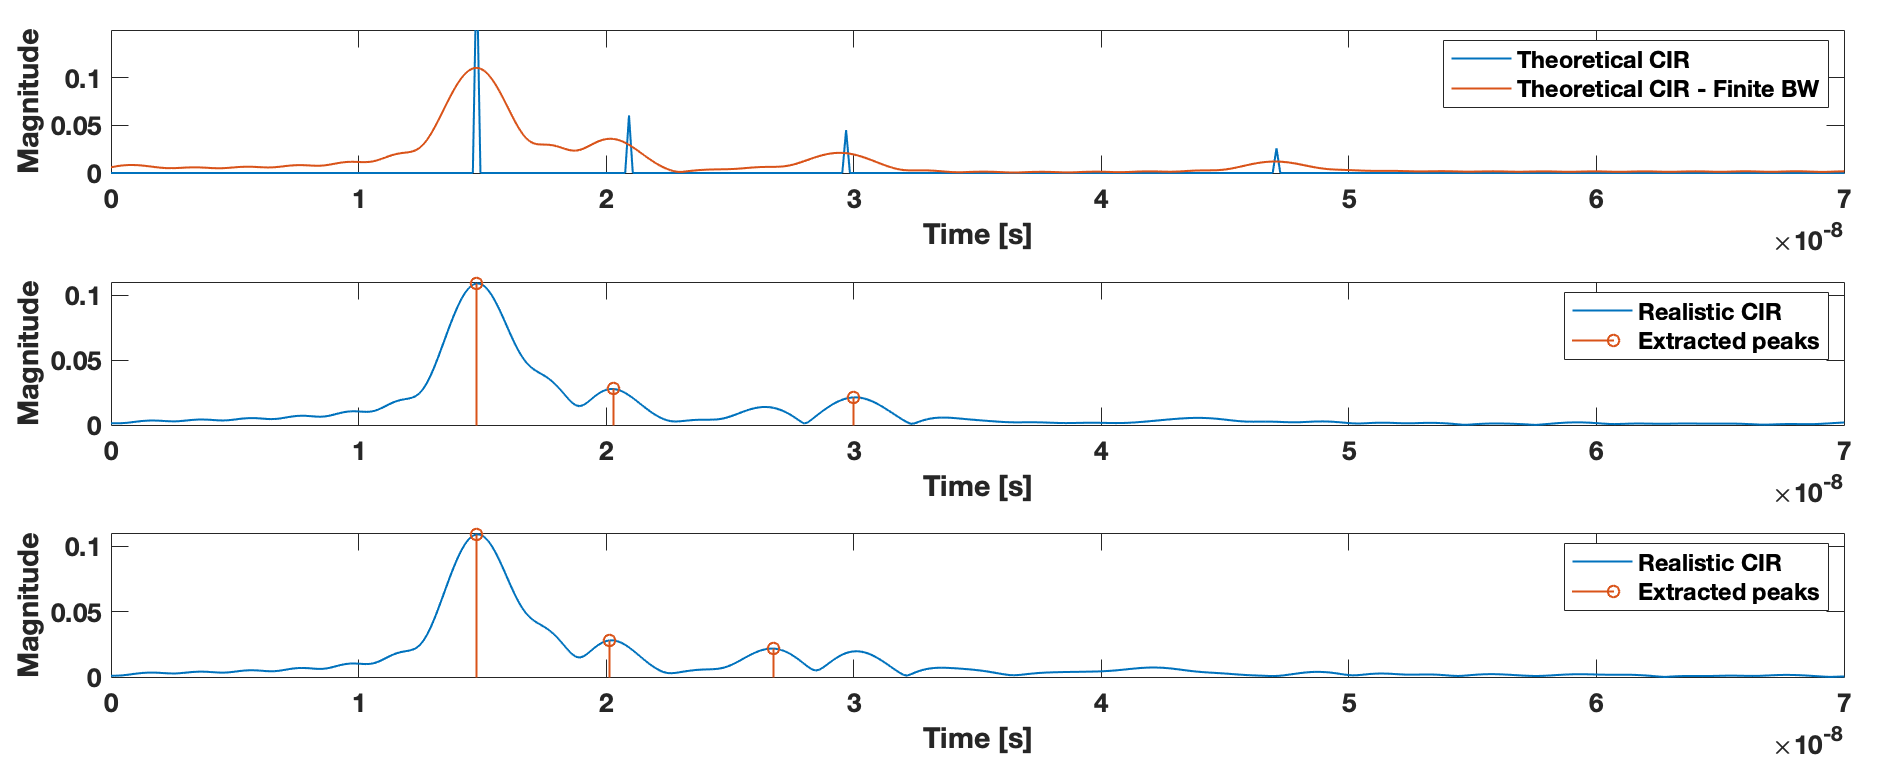 Magnitude
0.1
0.05
0
Theoretical CIR
Theoretical CIR - Finite BW
0 1 2 3 4 5 6 7
Time [s]
×10-8
Magnitude
0.1
0.05
0
Realistic CIR
Extracted peaks
0 1 2 3 4 5 6 7
Time [s]
×10-8
Magnitude
0.1
0.05
0
Realistic CIR
Extracted peaks
0 1 2 3 4 5 6 7
Time [s]
×10-8